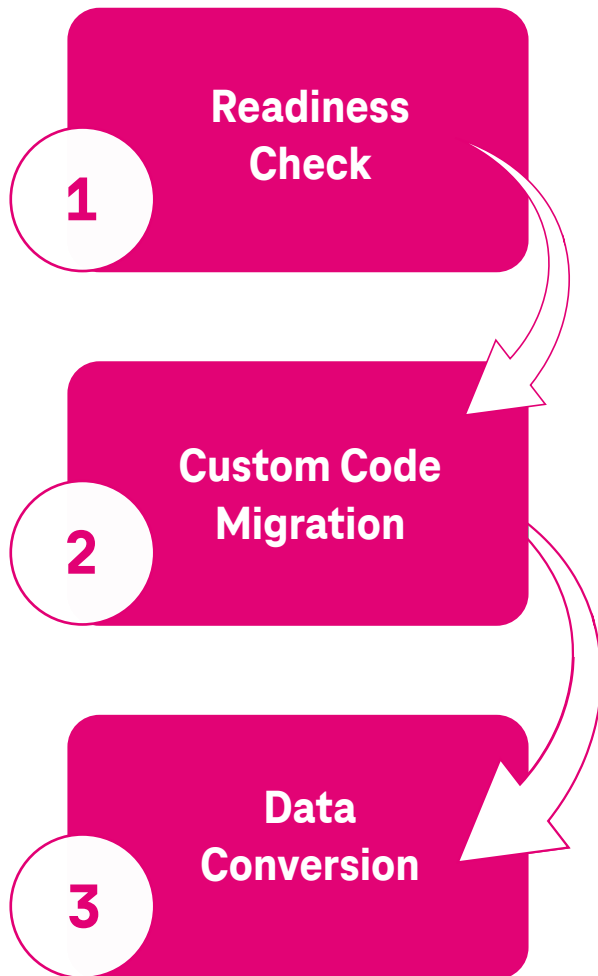 Readiness
Check
1
Custom Code
Migration
2
Data
Conversion
3